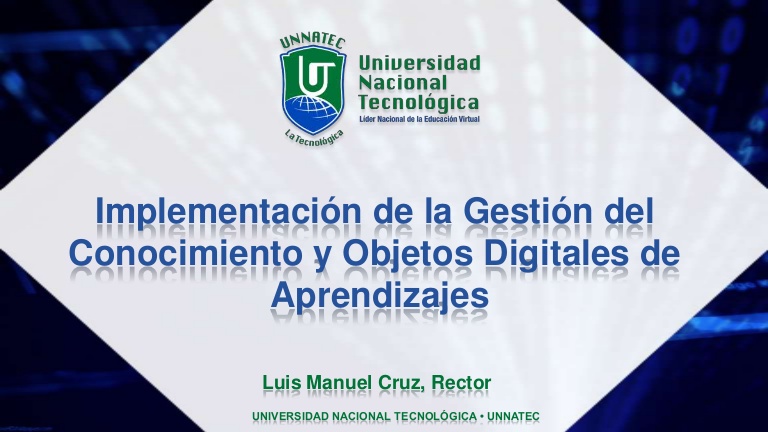 UNNATEC
Universidad
Nacional
Tecnológica
Líder Nacional de la Educación Virtual
La Tecnológica
Implementación de la Gestión del
Conocimiento y Objetos Digitales de
Aprendizajes
Luis Manuel Cruz, Rector
UNIVERSIDAD NACIONAL TECNOLÓGICA • UNNATEC